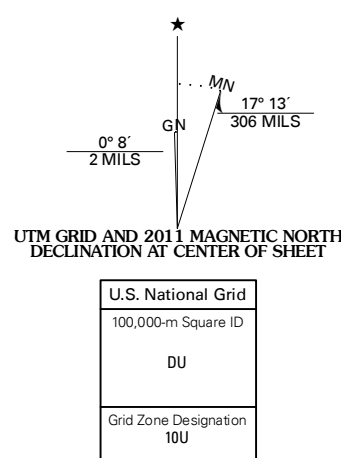 ★
MN
17° 13´
306 MILS
GN
0° 8´
2 MILS
UTM GRID AND 2011 MAGNETIC NORTH
DECLINATION AT CENTER OF SHEET
U.S. National Grid
100,000-m Square ID
DU
Grid Zone Designation
10U